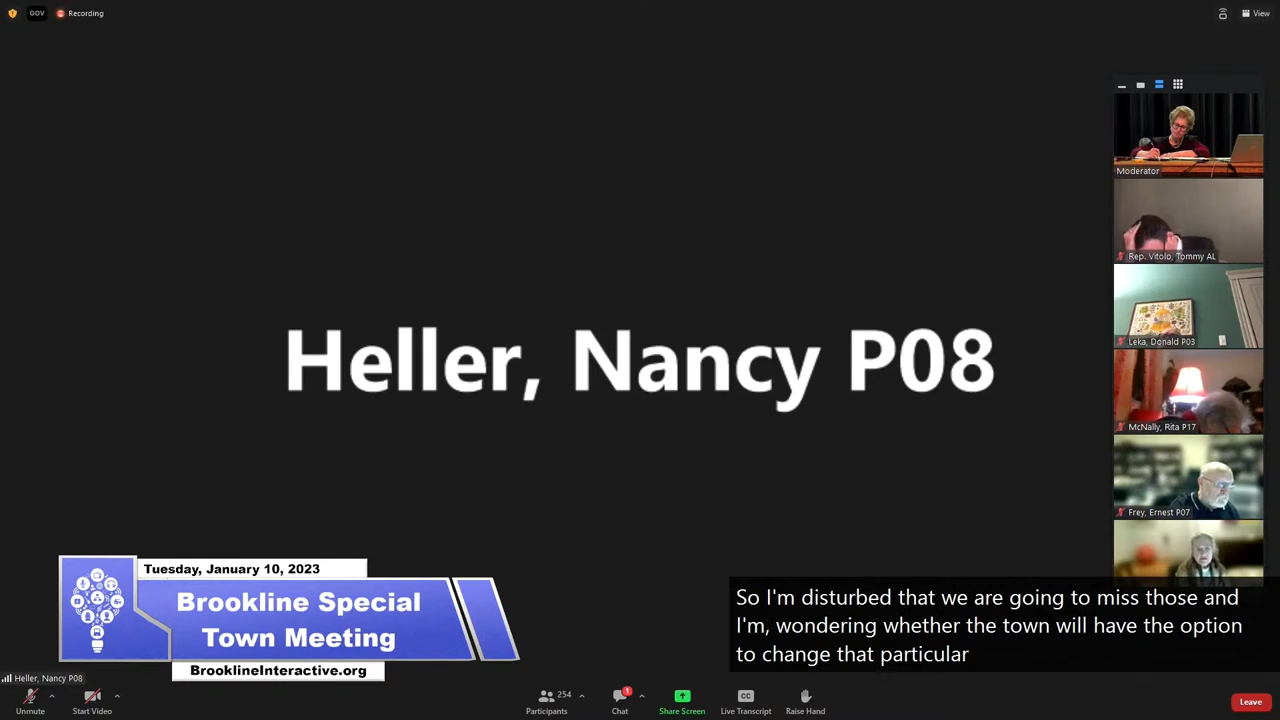 GOV
Recording
View
Moderator
Rep. Vitolo, Tommy AL
Leka, Donald P03
McNally, Rita P17
Frey, Ernest P07
Heller, Nancy P08
Tuesday, January 10, 2023
Brookline Special
Town Meeting
BrooklineInteractive.org
So I'm disturbed that we are going to miss those and
I'm, wondering whether the town will have the option
to change that particular
Heller, Nancy P08
Unmute
Start Video
254
Participants
1
Chat
Share Screen
CC
Live Transcript
Raise Hand
Leave